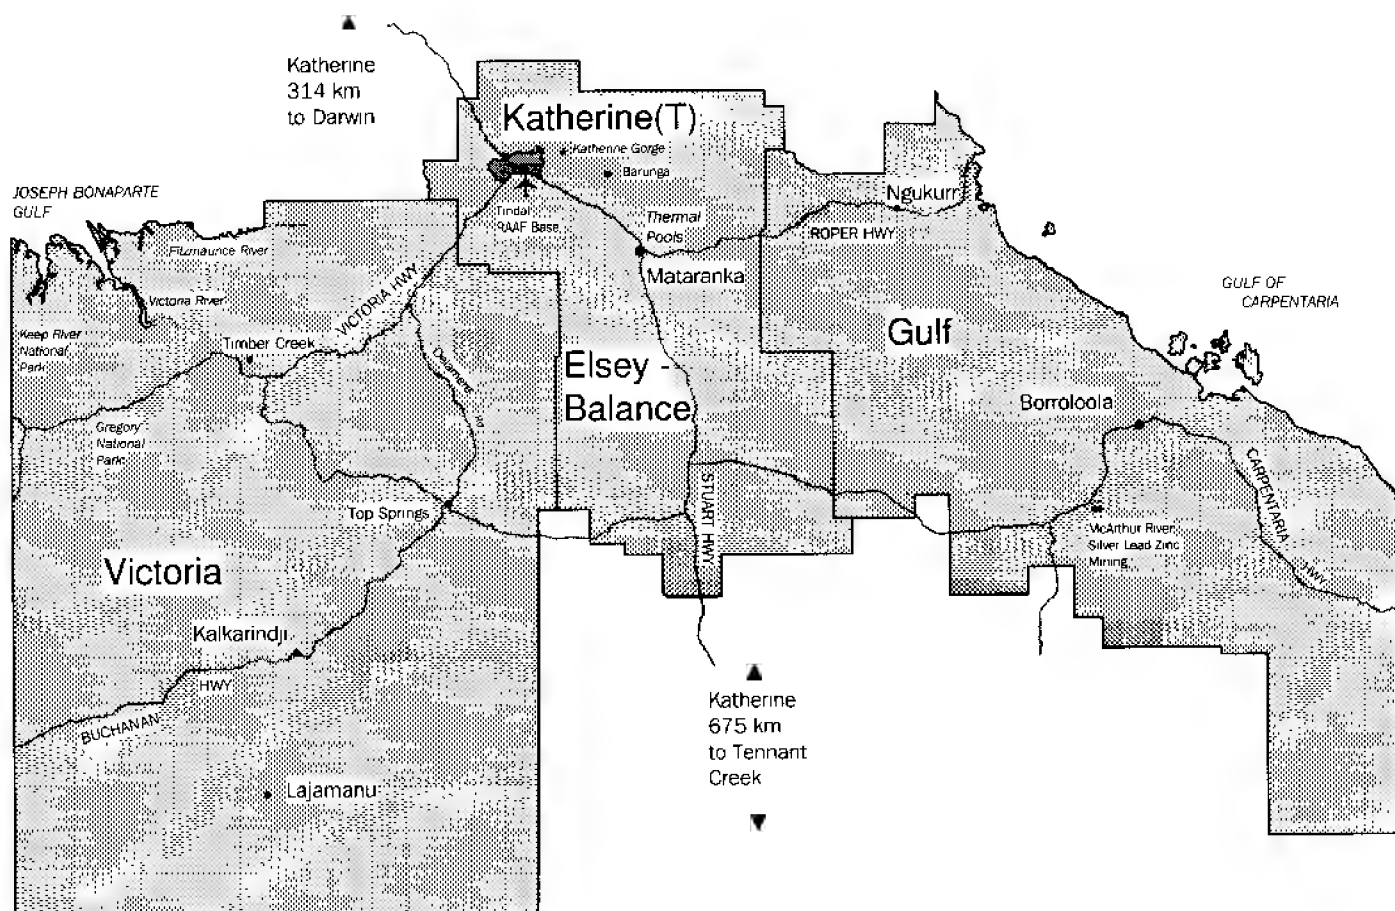 Katherine
314 km
to Darwin
Katherine(T)
Katherine Gorge
Barunga
JOSEPH BONAPARTE
GULF
Tindal
RAAF Base
Thermal
Pools
Ngukurr
ROPER HWY
Fitzmaurice River
Mataranka
GULF OF
CARPENTARIA
Victoria River
VICTORIA HWY
Keep River
National
Park
Timber Creek
Gulf
Delamere Rd
Elsey -
Balance
Borroloola
Gregory
National
Park
CARPENTARIA
HWY
STUART HWY
Top Springs
McArthur River
Silver Lead Zinc
Mining
Victoria
Kalkarindji
HWY
BUCHANAN
Katherine
675 km
to Tennant
Creek
Lajamanu